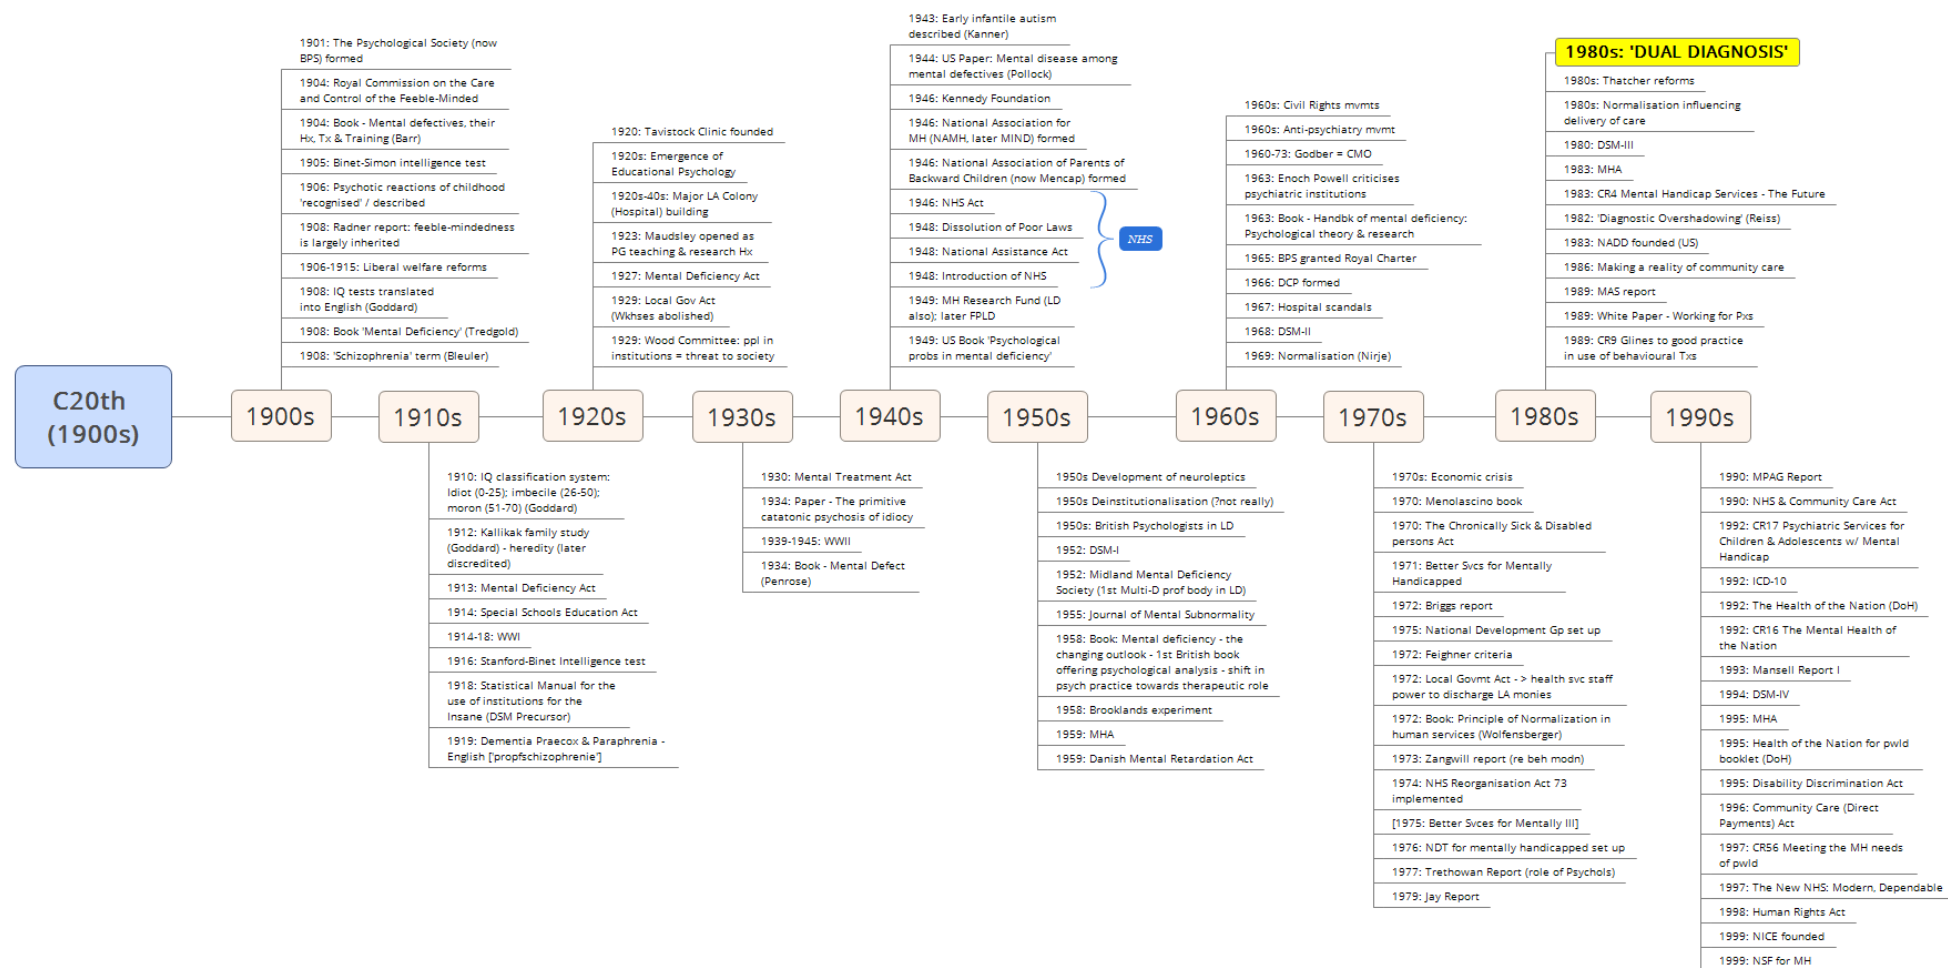 C20th
(1900s)
1900s
1901: The Psychological Society (now
BPS) formed
1904: Royal Commission on the Care
and Control of the Feeble-Minded
1904: Book - Mental defectives, their
Hx, Tx & Training (Barr)
1905: Binet-Simon intelligence test
1906: Psychotic reactions of childhood
'recognised' / described
1908: Radner report: feeble-mindedness
is largely inherited
1906-1915: Liberal welfare reforms
1908: IQ tests translated
into English (Goddard)
1908: Book 'Mental Deficiency' (Tredgold)
1908: 'Schizophrenia' term (Bleuler)
1910s
1910: IQ classification system:
Idiot (0-25); imbecile (26-50);
moron (51-70) (Goddard)
1912: Kallikak family study
(Goddard) - heredity (later
discredited)
1913: Mental Deficiency Act
1914: Special Schools Education Act
1914-18: WWI
1916: Stanford-Binet Intelligence test
1918: Statistical Manual for the
use of institutions for the
Insane (DSM Precursor)
1919: Dementia Praecox & Paraphrenia -
English ['propfschizophrenie']
1920s
1920: Tavistock Clinic founded
1920s: Emergence of
Educational Psychology
1920s-40s: Major LA Colony
(Hospital) building
1923: Maudsley opened as
PG teaching & research Hx
1927: Mental Deficiency Act
1929: Local Gov Act
(Wkhses abolished)
1929: Wood Committee: ppl in
institutions = threat to society
1930s
1930: Mental Treatment Act
1934: Paper - The primitive
catatonic psychosis of idiocy
1939-1945: WWII
1934: Book - Mental Defect
(Penrose)
1940s
1943: Early infantile autism
described (Kanner)
1944: US Paper: Mental disease among
mental defectives (Pollock)
1946: Kennedy Foundation
1946: National Association for
MH (NAMH, later MIND) formed
1946: National Association of Parents of
Backward Children (now Mencap) formed
1946: NHS Act
1948: Dissolution of Poor Laws
1948: National Assistance Act
1948: Introduction of NHS
NHS
1949: MH Research Fund (LD
also); later FPLD
1949: US Book 'Psychological
probs in mental deficiency'
1950s
1950s Development of neuroleptics
1950s Deinstitutionalisation (?not really)
1950s: British Psychologists in LD
1952: DSM-I
1952: Midland Mental Deficiency
Society (1st Multi-D prof body in LD)
1955: Journal of Mental Subnormality
1958: Book: Mental deficiency - the
changing outlook - 1st British book
offering psychological analysis - shift in
psych practice towards therapeutic role
1958: Brooklands experiment
1959: MHA
1959: Danish Mental Retardation Act
1960s
1960s: Civil Rights mvmts
1960s: Anti-psychiatry mvmt
1960-73: Godber = CMO
1963: Enoch Powell criticises
psychiatric institutions
1963: Book - Handbk of mental deficiency:
Psychological theory & research
1965: BPS granted Royal Charter
1966: DCP formed
1967: Hospital scandals
1968: DSM-II
1969: Normalisation (Nirje)
1970s
1970s: Economic crisis
1970: Menolascino book
1970: The Chronically Sick & Disabled
persons Act
1971: Better Svcs for Mentally
Handicapped
1972: Briggs report
1975: National Development Gp set up
1972: Feighner criteria
1972: Local Govmt Act - > health svc staff
power to discharge LA monies
1972: Book: Principle of Normalization in
human services (Wolfensberger)
1973: Zangwill report (re beh modn)
1974: NHS Reorganisation Act 73
implemented
[1975: Better Svces for Mentally Ill]
1976: NDT for mentally handicapped set up
1977: Trethowan Report (role of Psychols)
1979: Jay Report
1980s
1980s: 'DUAL DIAGNOSIS'
1980s: Thatcher reforms
1980s: Normalisation influencing
delivery of care
1980: DSM-III
1983: MHA
1983: CR4 Mental Handicap Services - The Future
1982: 'Diagnostic Overshadowing' (Reiss)
1983: NADD founded (US)
1986: Making a reality of community care
1989: MAS report
1989: White Paper - Working for Pxs
1989: CR9 Glines to good practice
in use of behavioural Txs
1990s
1990: MPAG Report
1990: NHS & Community Care Act
1992: CR17 Psychiatric Services for
Children & Adolescents w/ Mental
Handicap
1992: ICD-10
1992: The Health of the Nation (DoH)
1992: CR16 The Mental Health of
the Nation
1993: Mansell Report I
1994: DSM-IV
1995: MHA
1995: Health of the Nation for pwld
booklet (DoH)
1995: Disability Discrimination Act
1996: Community Care (Direct
Payments) Act
1997: CR56 Meeting the MH needs
of pwld
1997: The New NHS: Modern, Dependable
1998: Human Rights Act
1999: NICE founded
1999: NSF for MH